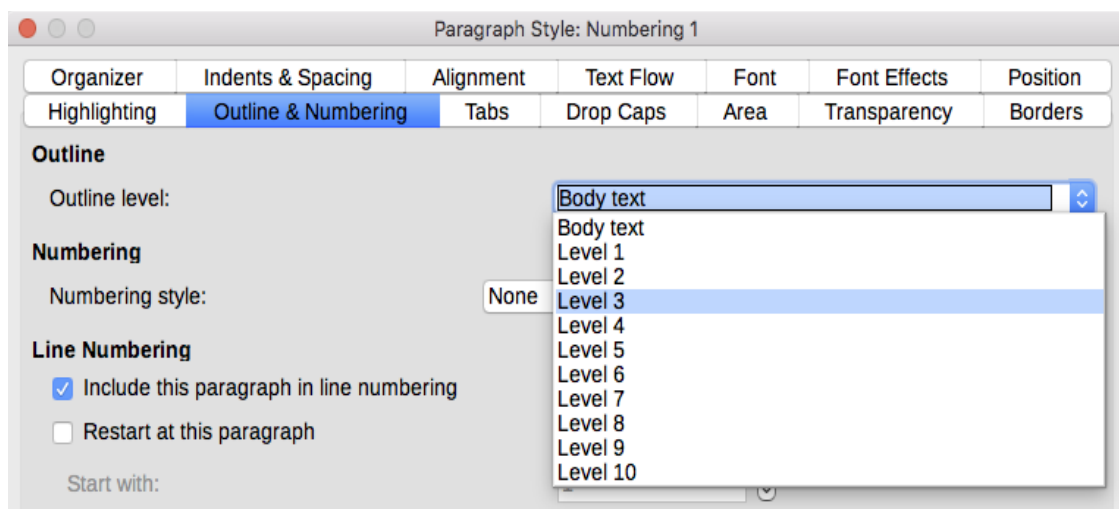 Paragraph Style: Numbering 1
Organizer Indents & Spacing Alignment Text Flow Font Font Effects Position
Highlighting Outline & Numbering Tabs Drop Caps Area Transparency Borders
Outline
Outline level: Body text
Body text
Numbering
Level 1
Level 2
Numbering style: None Level 3
Level 4
Line Numbering
Level 5
Level 6
Include this paragraph in line numbering
Level 7
Level 8
Restart at this paragraph
Level 9
Level 10
Start with: